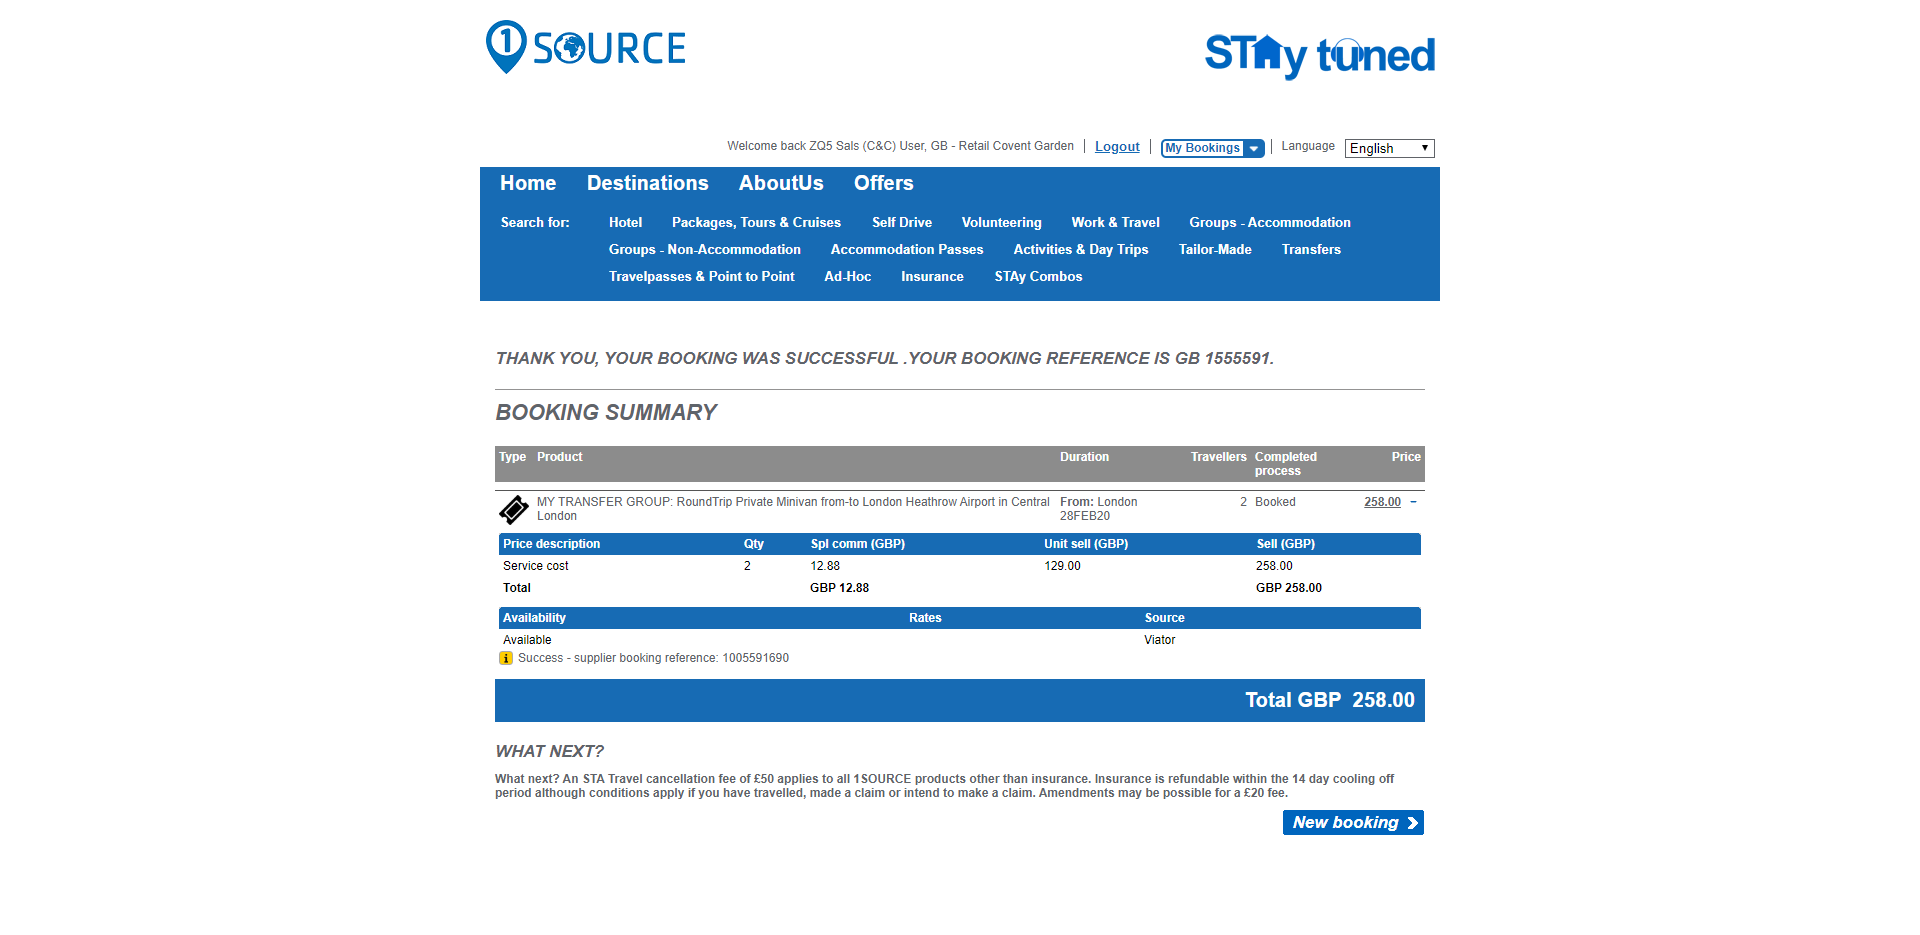 1 SOURCE
STAy tuned
Welcome back ZQ5 Sals (C&C) User, GB - Retail Covent Garden Logout My Bookings Language English
Home Destinations AboutUs Offers
Search for: Hotel Packages, Tours & Cruises Self Drive Volunteering Work & Travel Groups - Accommodation
Groups - Non-Accommodation Accommodation Passes Activities & Day Trips Tailor-Made Transfers
Travelpasses & Point to Point Ad-Hoc Insurance STAy Combos
THANK YOU, YOUR BOOKING WAS SUCCESSFUL .YOUR BOOKING REFERENCE IS GB 1555591.
BOOKING SUMMARY
Type Product Duration Travellers Completed process Price
MY TRANSFER GROUP: RoundTrip Private Minivan from-to London Heathrow Airport in Central From: London 2 Booked 258.00 –
London 28FEB20
Price description Qty Spl comm (GBP) Unit sell (GBP) Sell (GBP)
Service cost 2 12.88 129.00 258.00
Total GBP 12.88 GBP 258.00
Availability Rates Source
Available Viator
i Success - supplier booking reference: 1005591690
Total GBP 258.00
WHAT NEXT?
What next? An STA Travel cancellation fee of £50 applies to all 1SOURCE products other than insurance. Insurance is refundable within the 14 day cooling off
period although conditions apply if you have travelled, made a claim or intend to make a claim. Amendments may be possible for a £20 fee.
New booking